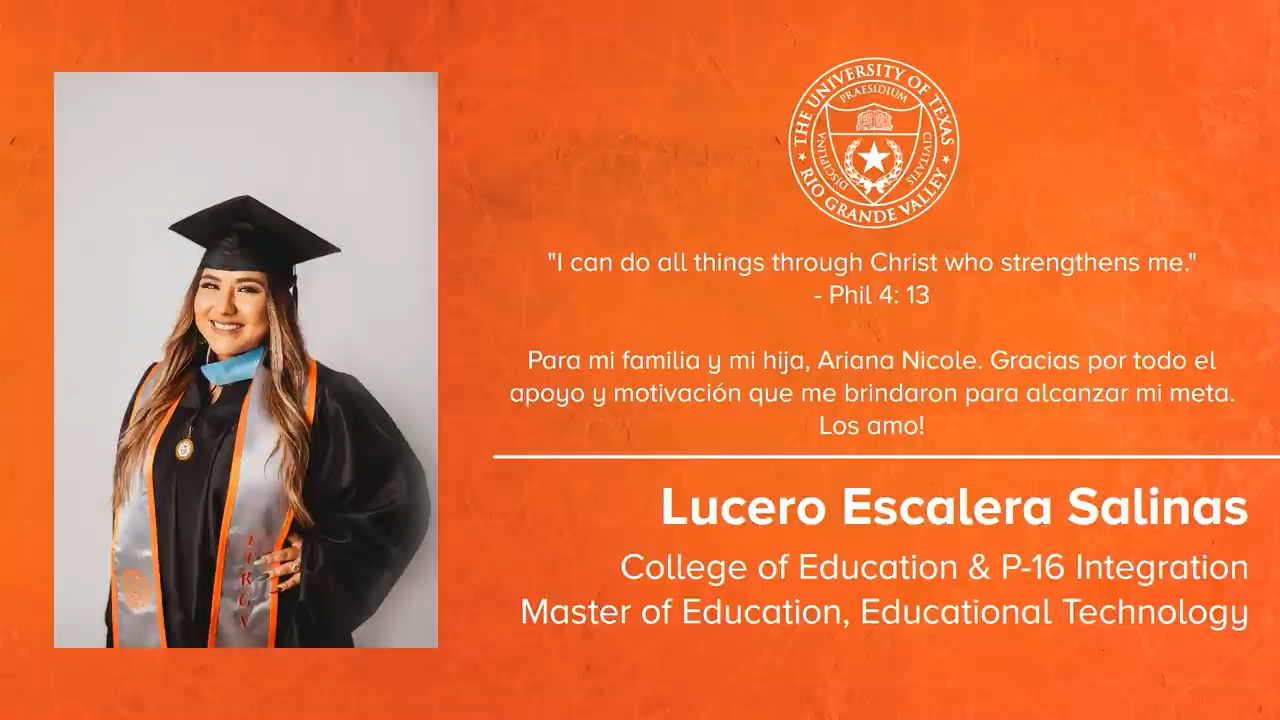 THE UNIVERSITY OF TEXAS
RIO GRANDE VALLEY
PRAESIDIUM
DISCIPLINA
CIVITATIS
"I can do all things through Christ who strengthens me."
- Phil 4: 13
Para mi familia y mi hija, Ariana Nicole. Gracias por todo el
apoyo y motivación que me brindaron para alcanzar mi meta.
Los amo!
Lucero Escalera Salinas
College of Education & P-16 Integration
Master of Education, Educational Technology
UTRGV